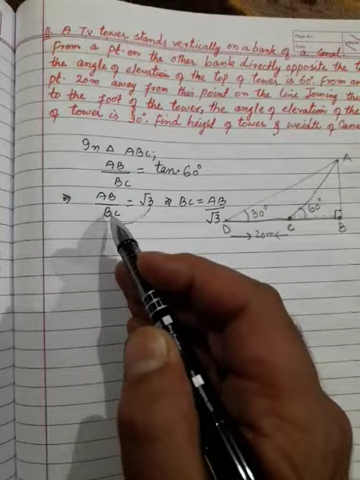 11. A TV tower stands vertically on a bank of a canal
from a pt. on the other bank directly opposite the t
the angle of elevation of the top of tower is 60° From an
pt. 20m away from this point on the line Joining th
to the foot of the tower, the angle of elevation of the
of tower is 30°. Find height of tower & width of Can
In △ ABC,
AB/BC = tan 60°
⇒ AB/BC = √3 ⇒ BC = AB/√3
A
30°
60°
D
C
B
20m